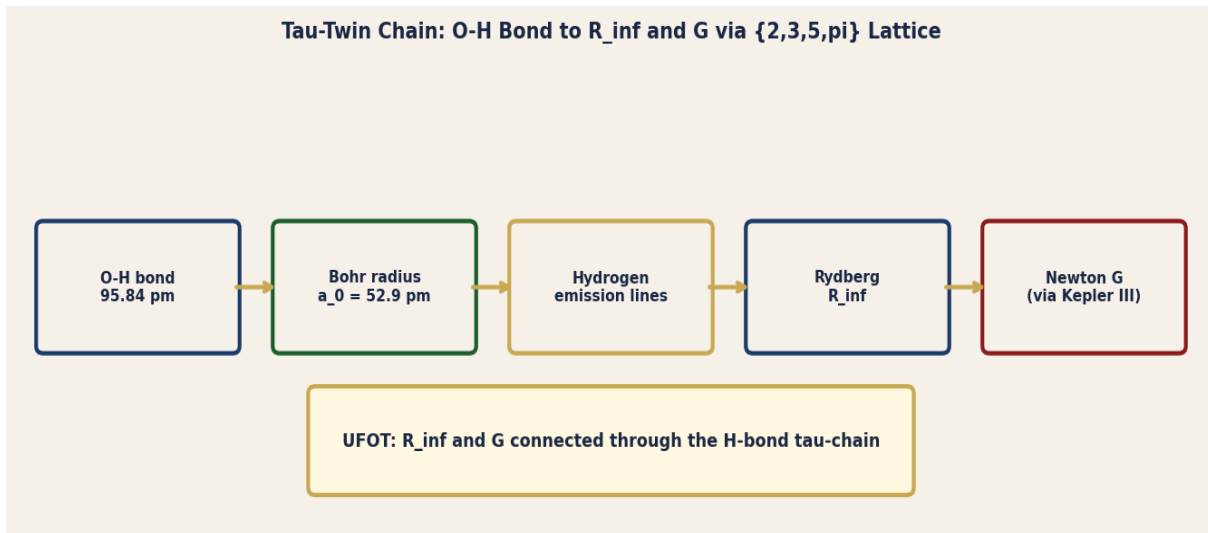 Tau-Twin Chain: O-H Bond to R_inf and G via {2,3,5,pi} Lattice
O-H bond
95.84 pm
Bohr radius
a_0 = 52.9 pm
Hydrogen
emission lines
Rydberg
R_inf
Newton G
(via Kepler III)
UFOT: R_inf and G connected through the H-bond tau-chain